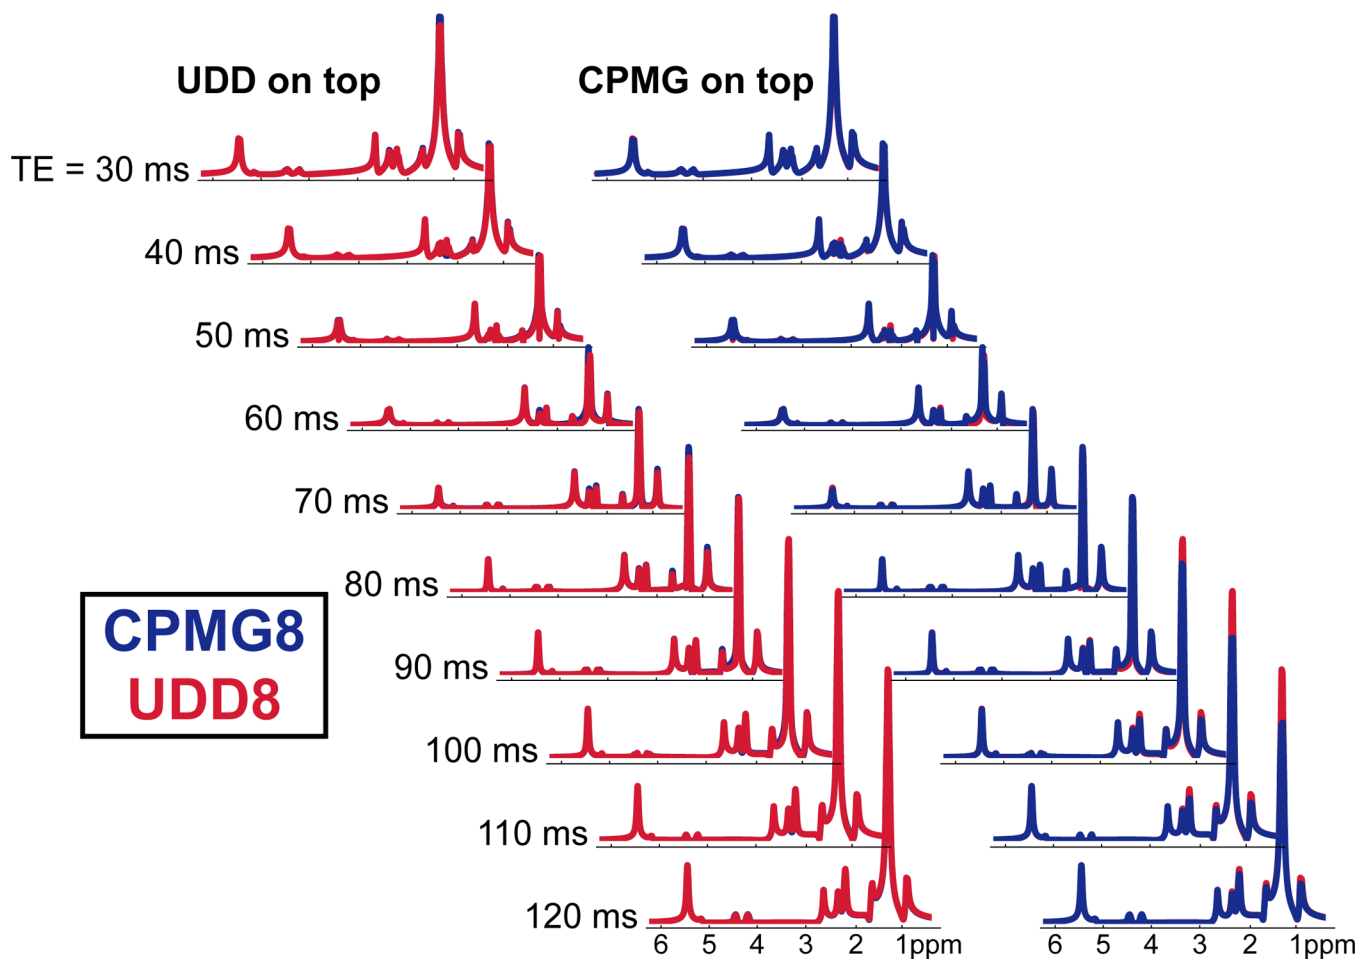 UDD on top
CPMG on top
TE = 30 ms
40 ms
50 ms
60 ms
70 ms
80 ms
90 ms
100 ms
110 ms
120 ms
CPMG8
UDD8
6 5 4 3 2 1ppm
6 5 4 3 2 1ppm